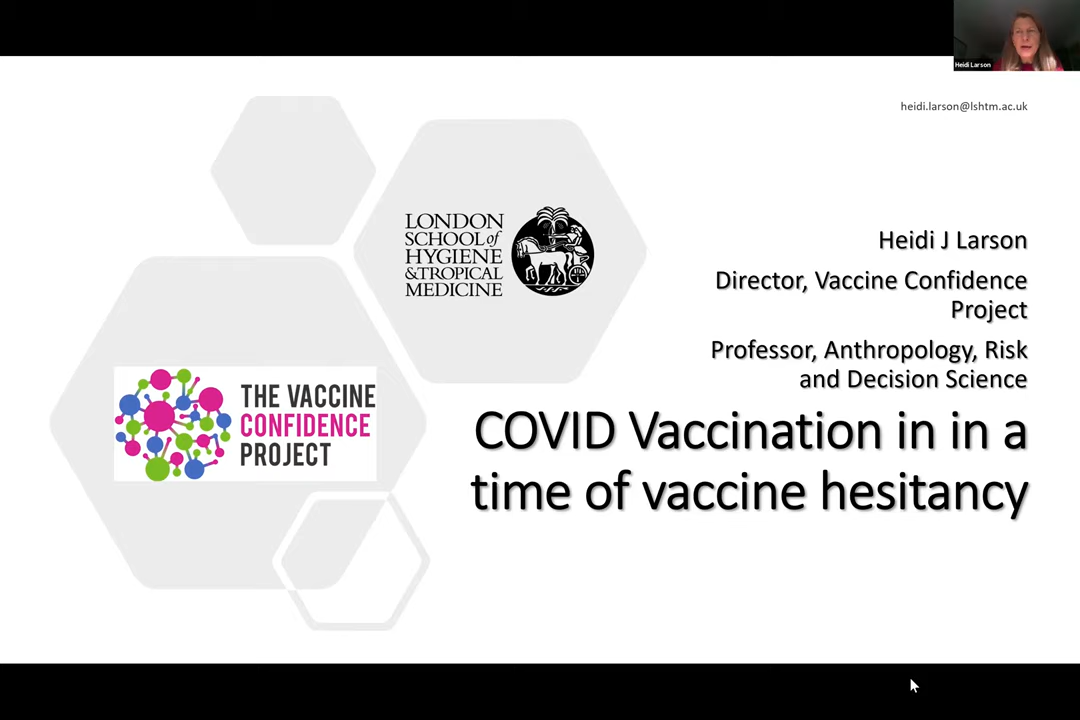 Heidi Larson
heidi.larson@lshtm.ac.uk
LONDON
SCHOOL of
HYGIENE
& TROPICAL
MEDICINE
Heidi J Larson
Director, Vaccine Confidence
Project
Professor, Anthropology, Risk
and Decision Science
THE VACCINE
CONFIDENCE
PROJECT
COVID Vaccination in in a
time of vaccine hesitancy